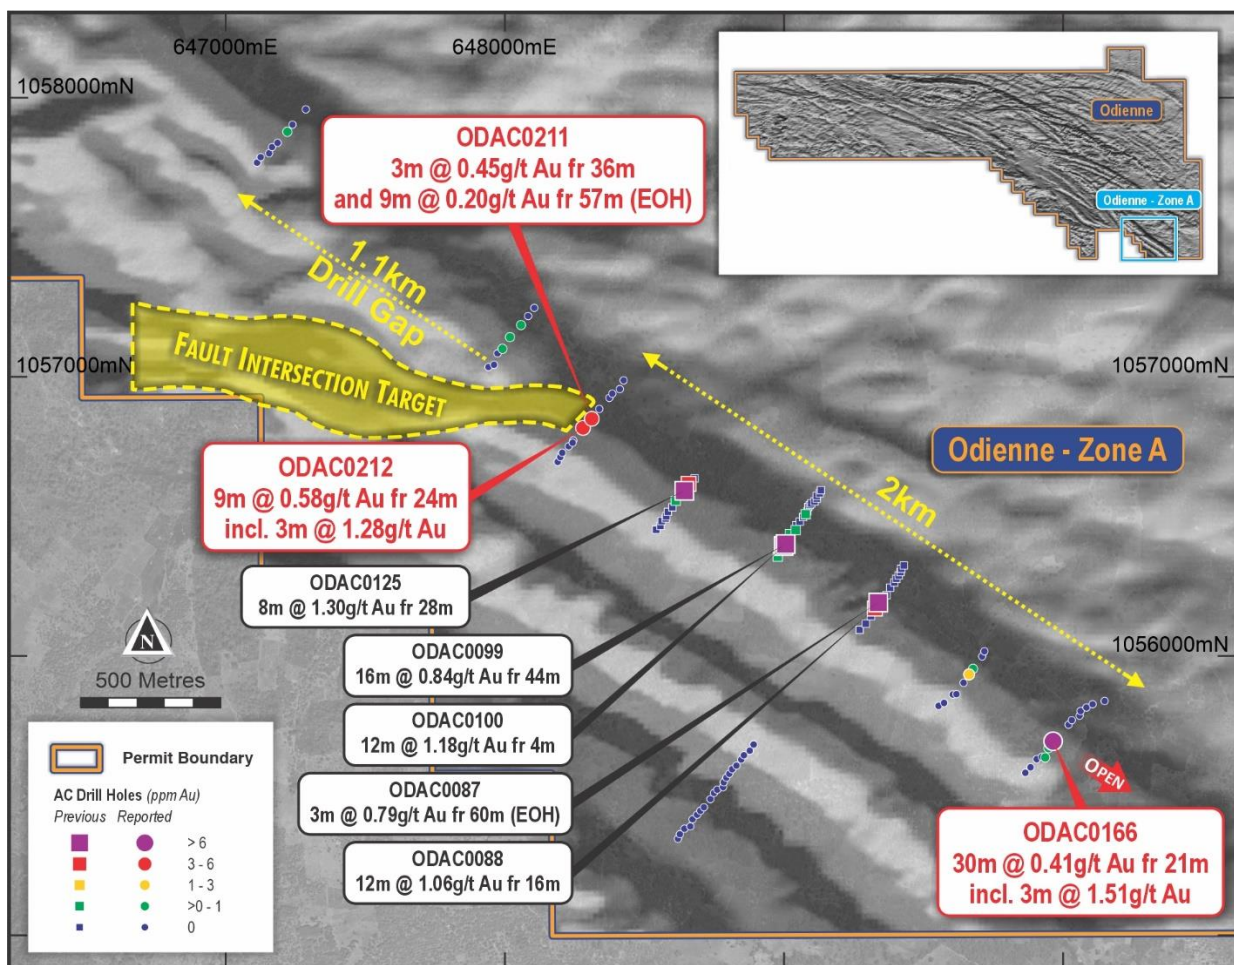 647000mE
648000mE
1058000mN
ODAC0211
3m @ 0.45g/t Au fr 36m
and 9m @ 0.20g/t Au fr 57m (EOH)
Odienne
Odienne - Zone A
1.1km
Drill Gap
1057000mN
1057000mN
FAULT INTERSECTION TARGET
ODAC0212
9m @ 0.58g/t Au fr 24m
incl. 3m @ 1.28g/t Au
Odienne - Zone A
2km
ODAC0125
8m @ 1.30g/t Au fr 28m
N
500 Metres
ODAC0099
16m @ 0.84g/t Au fr 44m
1056000mN
ODAC0100
12m @ 1.18g/t Au fr 4m
ODAC0087
3m @ 0.79g/t Au fr 60m (EOH)
ODAC0088
12m @ 1.06g/t Au fr 16m
OPEN
ODAC0166
30m @ 0.41g/t Au fr 21m
incl. 3m @ 1.51g/t Au
Permit Boundary
AC Drill Holes (ppm Au)
Previous Reported
> 6
3 - 6
1 - 3
>0 - 1
0